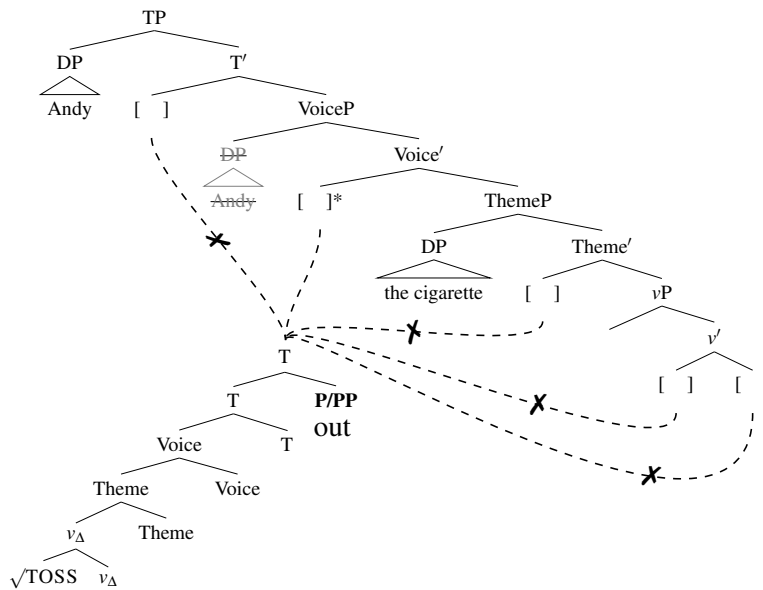 TP
DP T′
Andy [ ] VoiceP
DP Voice′
Andy [ ]* ThemeP
DP Theme′
the cigarette [ ] vP
v′
T [ ] [
T P/PP
out
Voice T
Theme Voice
v∆ Theme
√TOSS v∆